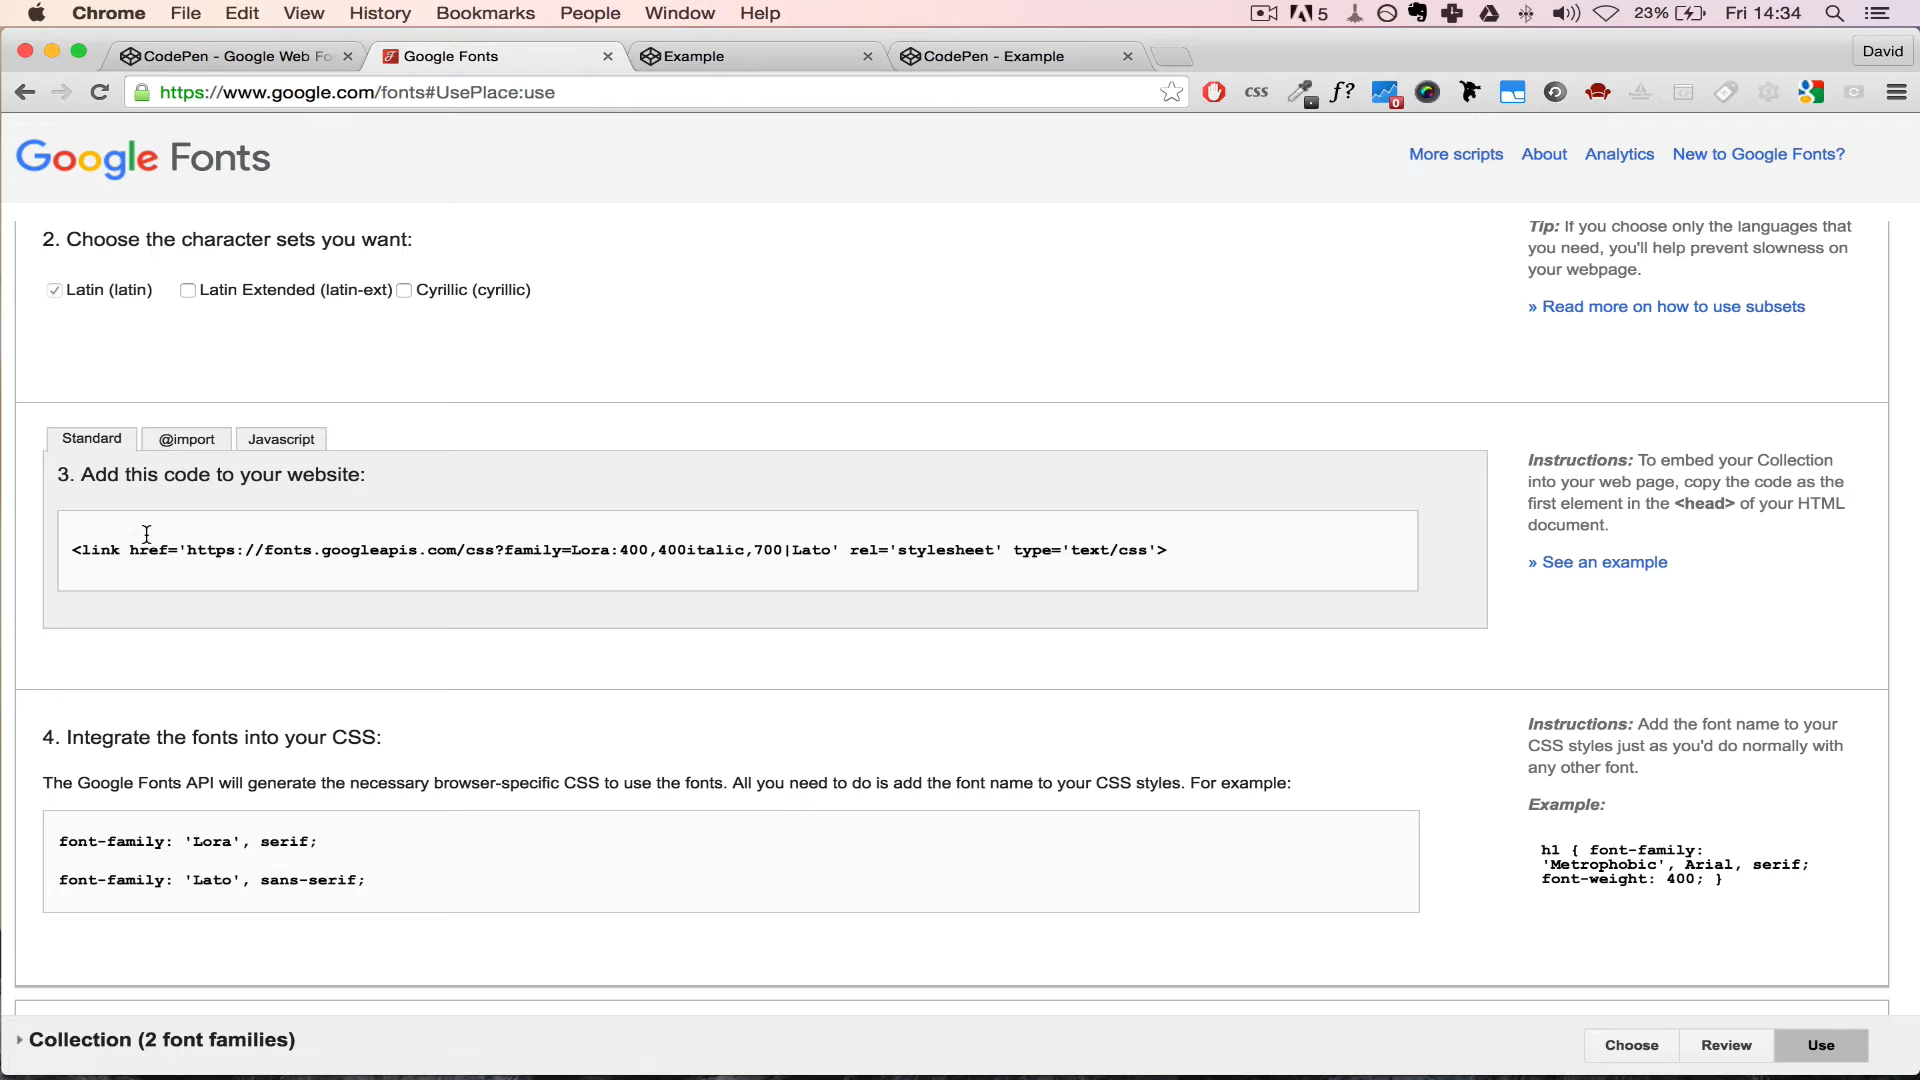 Chrome File Edit View History Bookmarks People Window Help 5 23% Fri 14:34
CodePen - Google Web Fo Google Fonts Example CodePen - Example David
https://www.google.com/fonts#UsePlace:use css f? 0
Google Fonts
More scripts About Analytics New to Google Fonts?
2. Choose the character sets you want:
Latin (latin) Latin Extended (latin-ext) Cyrillic (cyrillic)
Tip: If you choose only the languages that
you need, you'll help prevent slowness on
your webpage.
» Read more on how to use subsets
Standard @import Javascript
3. Add this code to your website:
<link href='https://fonts.googleapis.com/css?family=Lora:400,400italic,700|Lato' rel='stylesheet' type='text/css'>
Instructions: To embed your Collection
into your web page, copy the code as the
first element in the <head> of your HTML
document.
» See an example
4. Integrate the fonts into your CSS:
The Google Fonts API will generate the necessary browser-specific CSS to use the fonts. All you need to do is add the font name to your CSS styles. For example:
font-family: 'Lora', serif;
font-family: 'Lato', sans-serif;
Instructions: Add the font name to your
CSS styles just as you'd do normally with
any other font.
Example:
h1 { font-family:
'Metrophobic', Arial, serif;
font-weight: 400; }
Collection (2 font families)
Choose Review Use